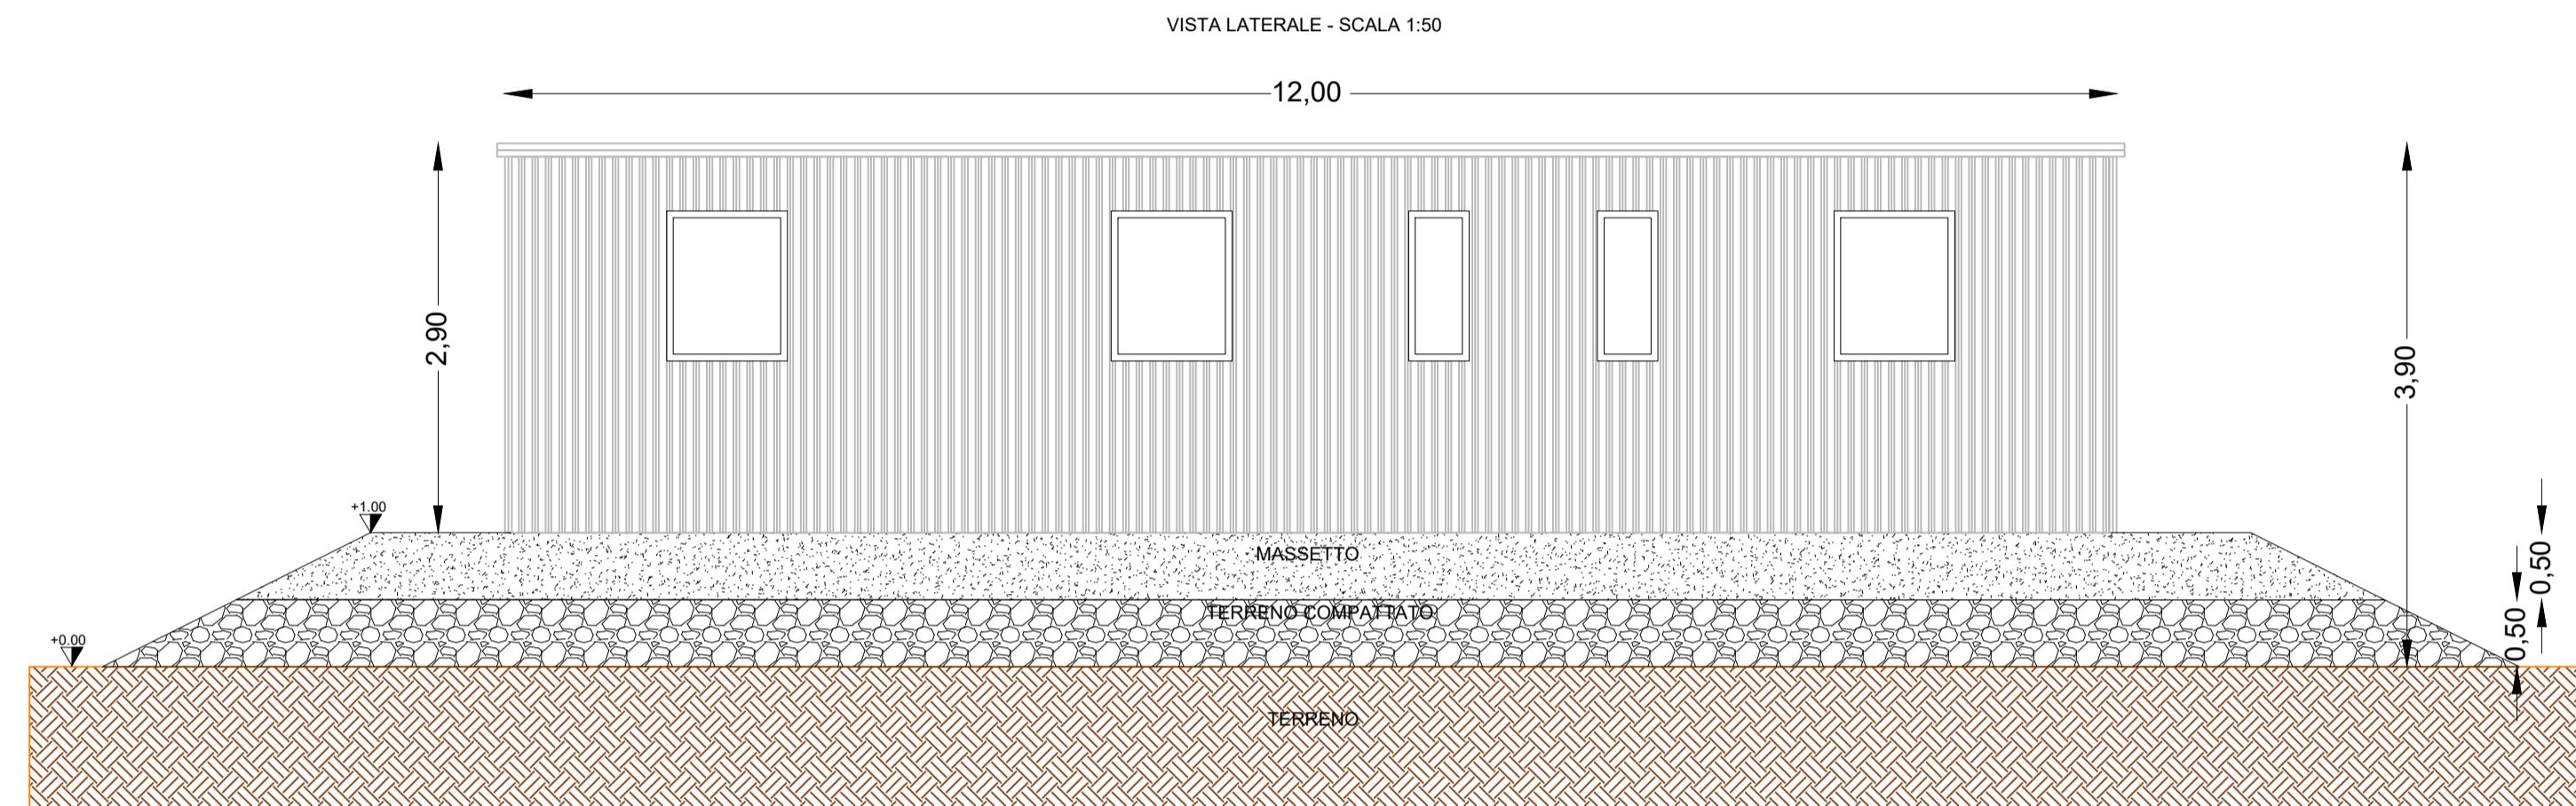 VISTA LATERALE - SCALA 1:50
12,00
2,90
3,90
+1.00
MASSETTO
0,50
TERRENO COMPATTATO
0,50
+0.00
TERRENO